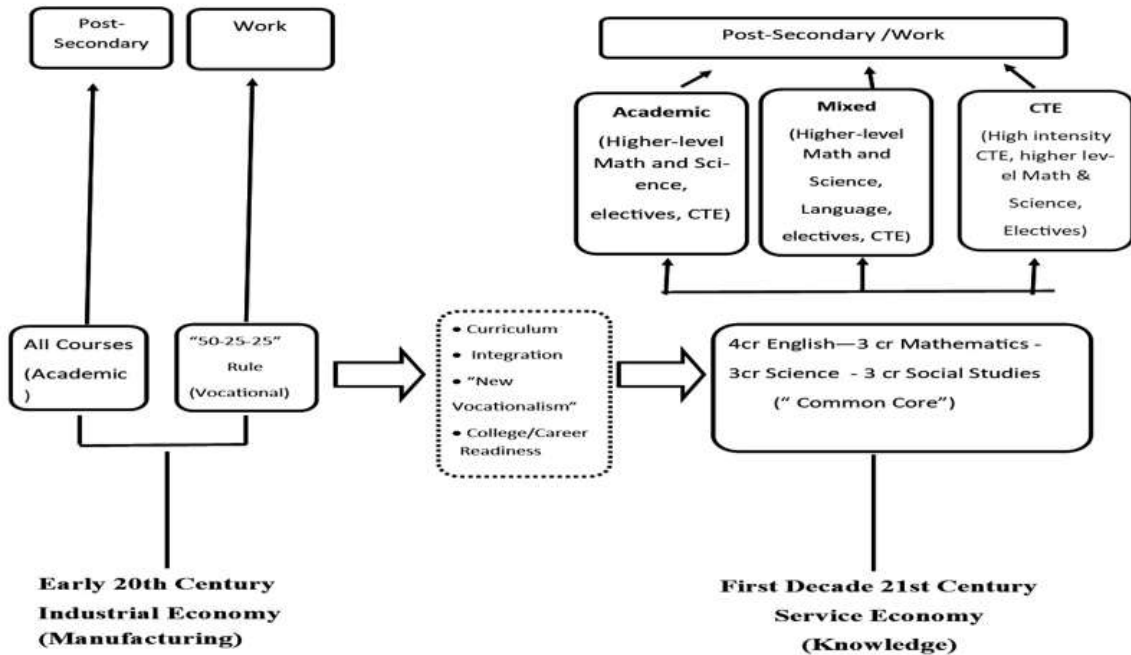 Post-
Secondary
Work
Post-Secondary /Work
Academic
(Higher-level
Math and Sci-
ence,
electives, CTE)
Mixed
(Higher-level
Math and
Science,
Language,
electives, CTE)
CTE
(High intensity
CTE, higher lev-
el Math &
Science,
Electives)
All Courses
(Academic
)
“50-25-25”
Rule
(Vocational)
• Curriculum
• Integration
• “New
Vocationalism”
• College/Career
Readiness
4cr English—3 cr Mathematics -
3cr Science - 3 cr Social Studies
(“ Common Core”)
Early 20th Century
Industrial Economy
(Manufacturing)
First Decade 21st Century
Service Economy
(Knowledge)